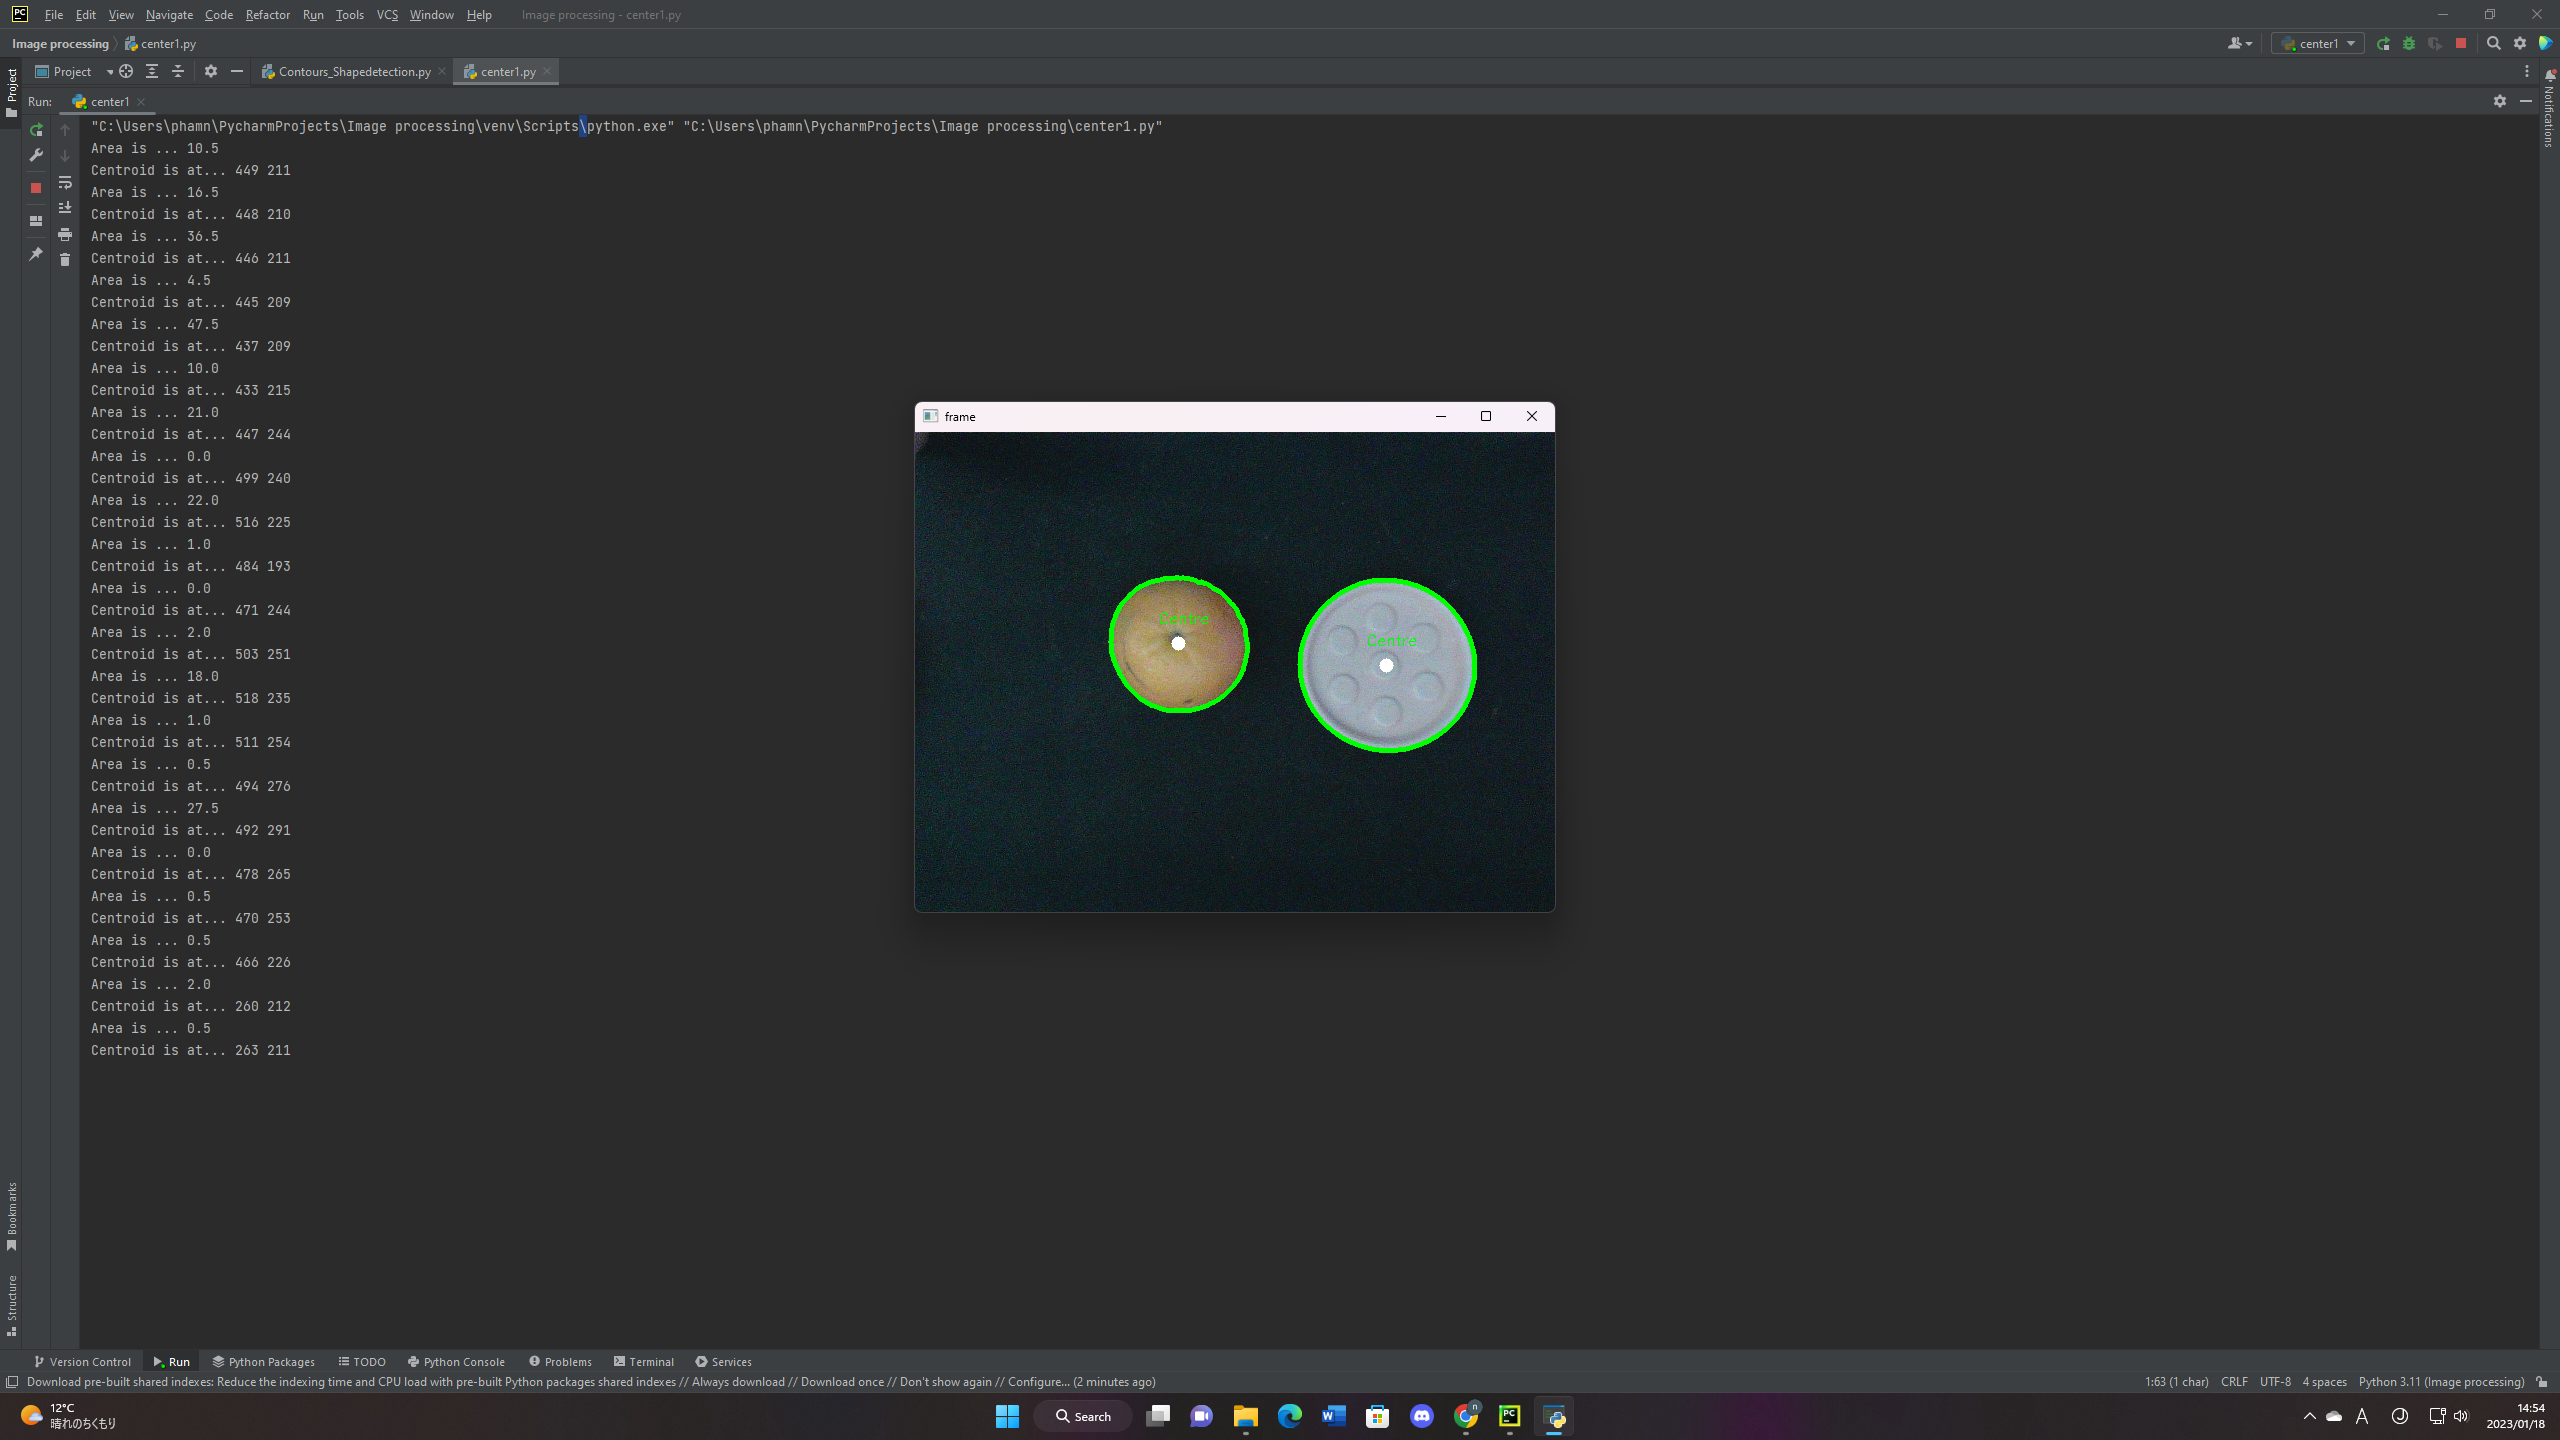 File Edit View Navigate Code Refactor Run Tools VCS Window Help Image processing - center1.py
Image processing center1.py center1
Project Contours_Shapedetection.py center1.py
Project
Notifications
Run: center1
"C:\Users\phamn\PycharmProjects\Image processing\venv\Scripts\python.exe" "C:\Users\phamn\PycharmProjects\Image processing\center1.py"
Area is ... 10.5
Centroid is at... 449 211
Area is ... 16.5
Centroid is at... 448 210
Area is ... 36.5
Centroid is at... 446 211
Area is ... 4.5
Centroid is at... 445 209
Area is ... 47.5
Centroid is at... 437 209
Area is ... 10.0
Centroid is at... 433 215
Area is ... 21.0
Centroid is at... 447 244
Area is ... 0.0
Centroid is at... 499 240
Area is ... 22.0
Centroid is at... 516 225
Area is ... 1.0
Centroid is at... 484 193
Area is ... 0.0
Centroid is at... 471 244
Area is ... 2.0
Centroid is at... 503 251
Area is ... 18.0
Centroid is at... 518 235
Area is ... 1.0
Centroid is at... 511 254
Area is ... 0.5
Centroid is at... 494 276
Area is ... 27.5
Centroid is at... 492 291
Area is ... 0.0
Centroid is at... 478 265
Area is ... 0.5
Centroid is at... 470 253
Area is ... 0.5
Centroid is at... 466 226
Area is ... 2.0
Centroid is at... 260 212
Area is ... 0.5
Centroid is at... 263 211
frame
Centre
Centre
Bookmarks
Structure
Version Control Run Python Packages TODO Python Console Problems Terminal Services
Download pre-built shared indexes: Reduce the indexing time and CPU load with pre-built Python packages shared indexes // Always download // Download once // Don't show again // Configure... (2 minutes ago) 1:63 (1 char) CRLF UTF-8 4 spaces Python 3.11 (Image processing)
12°C
晴れのちくもり
Search
A
14:54
2023/01/18